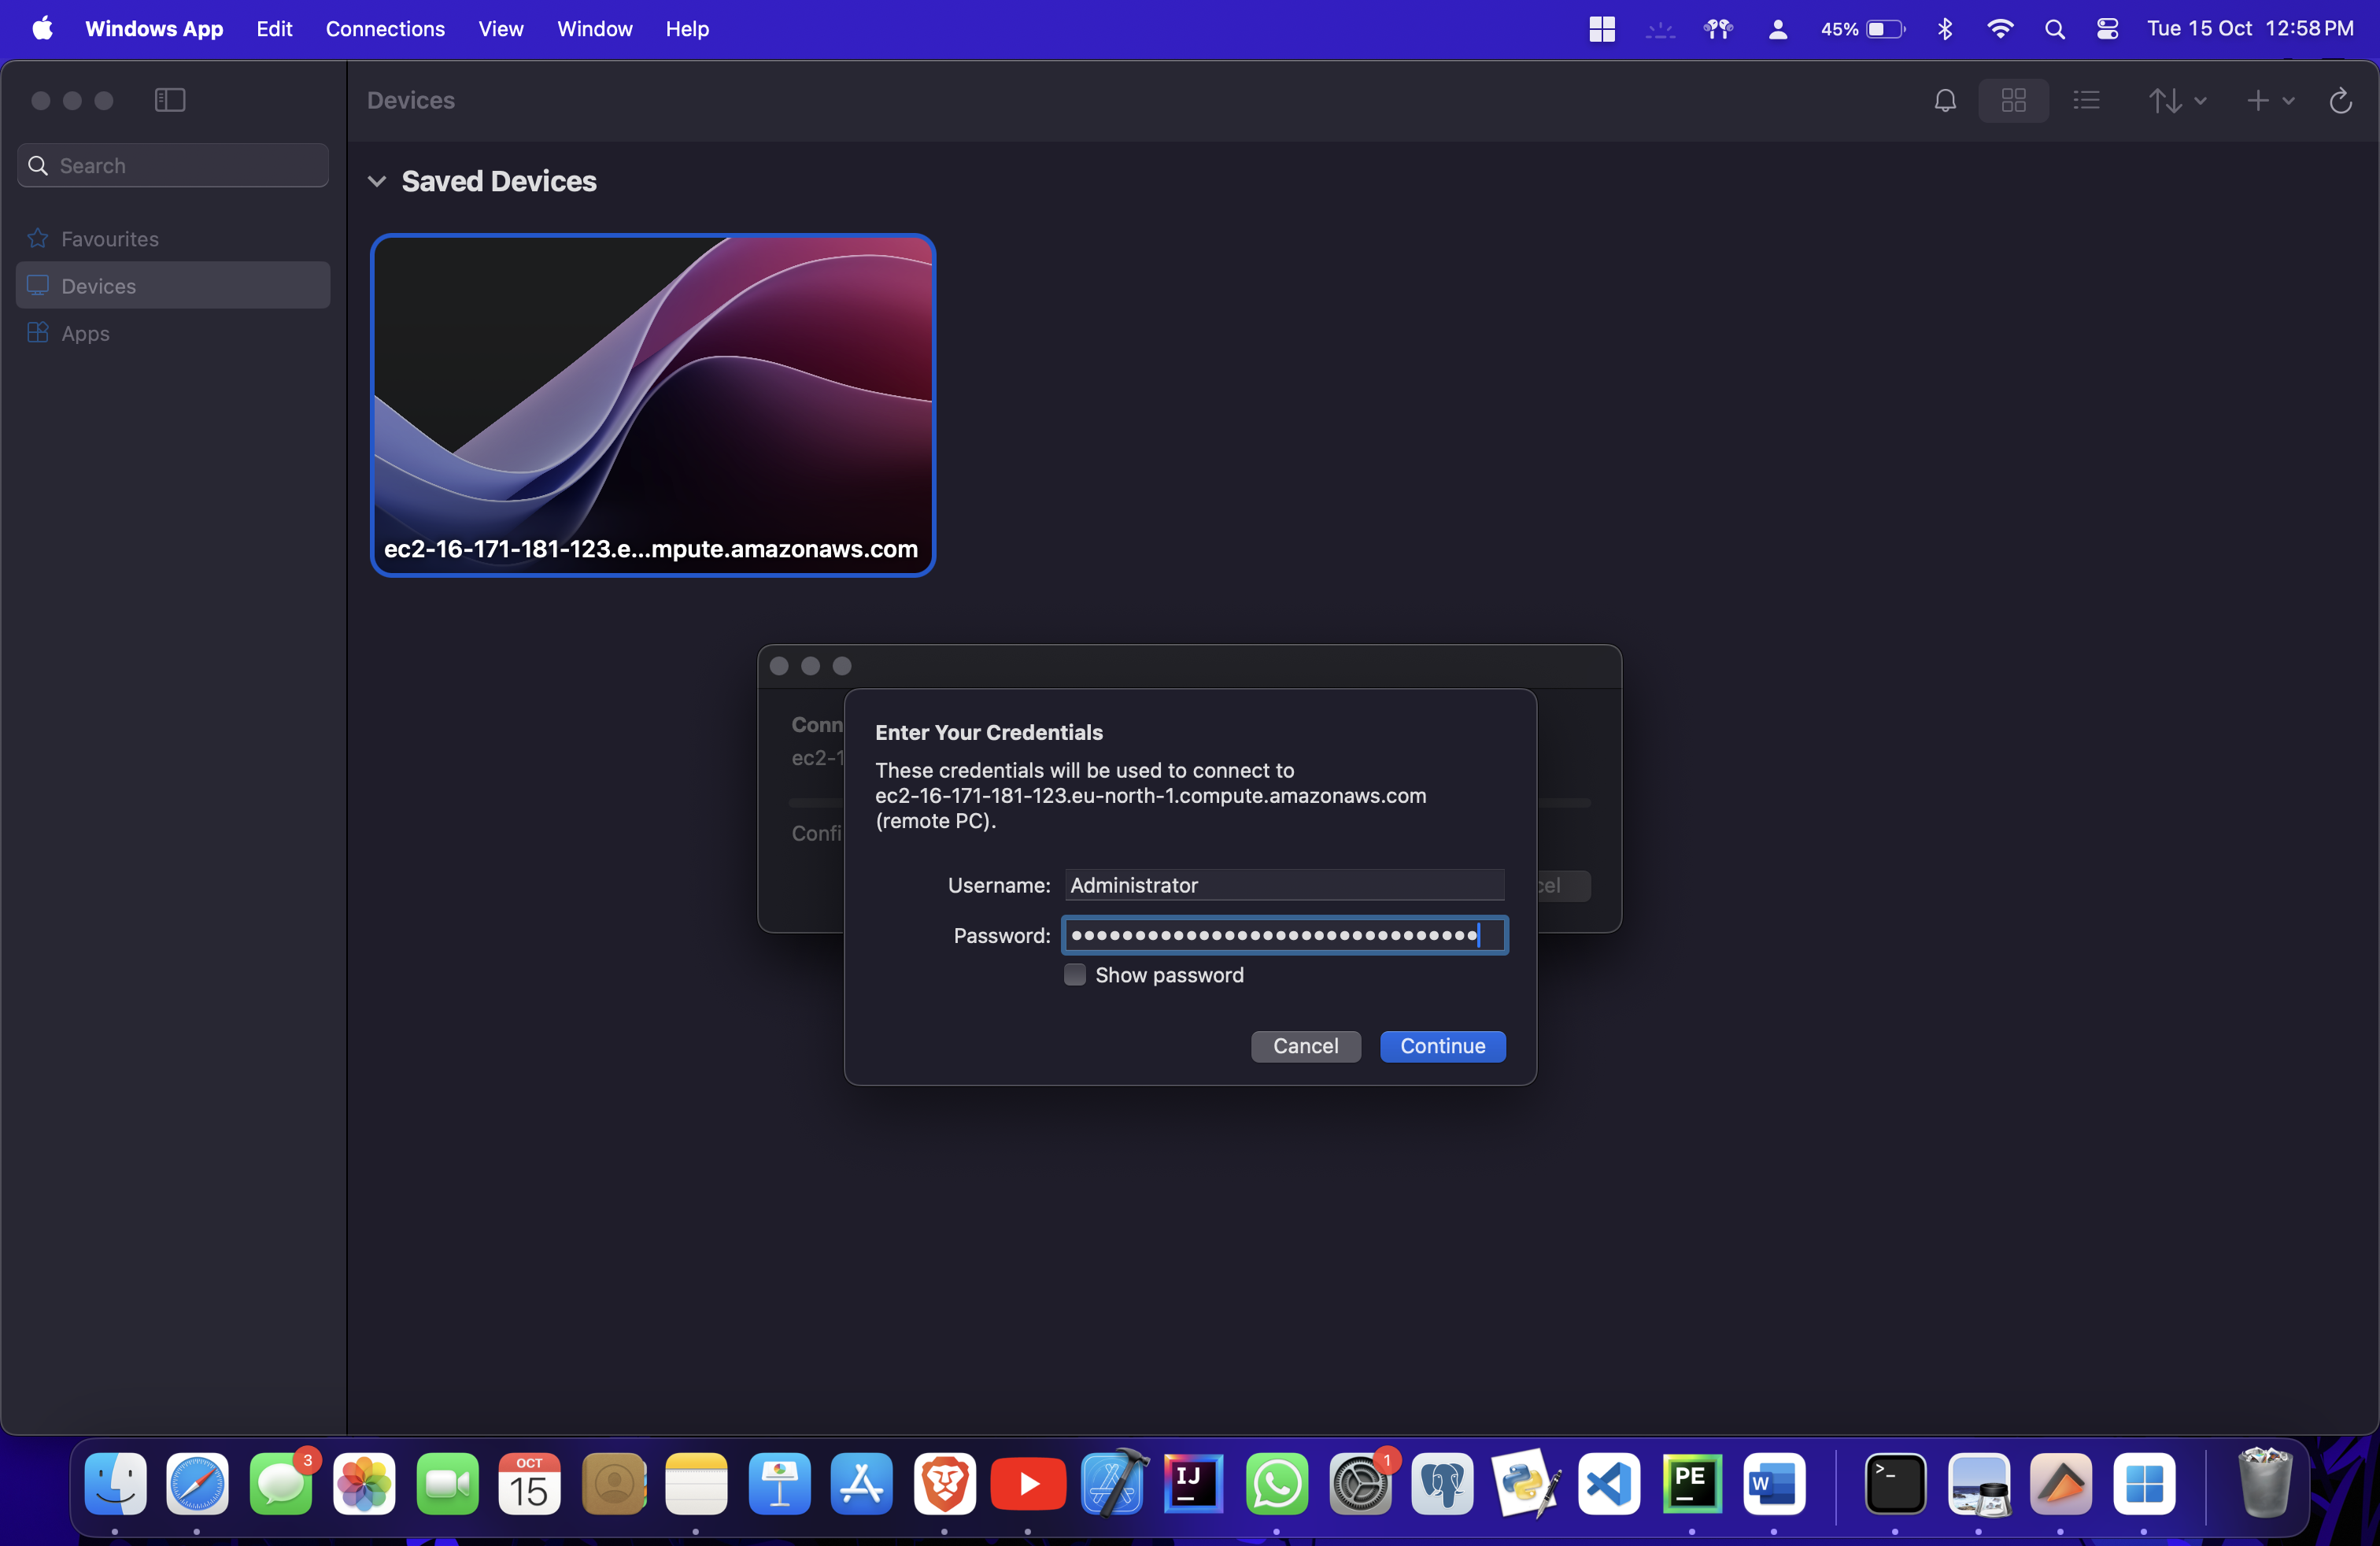 Windows App Edit Connections View Window Help 45% Tue 15 Oct 12:58 PM
Devices
Search
Saved Devices
Favourites
Devices
Apps
ec2-16-171-181-123.e...mpute.amazonaws.com
Conn
ec2-1
Confi
cel
Enter Your Credentials
These credentials will be used to connect to
ec2-16-171-181-123.eu-north-1.compute.amazonaws.com
(remote PC).
Username: Administrator
Password: ••••••••••••••••••••••••••••••••
Show password
Cancel Continue
3
OCT
15
IJ
1
PE
W
>_